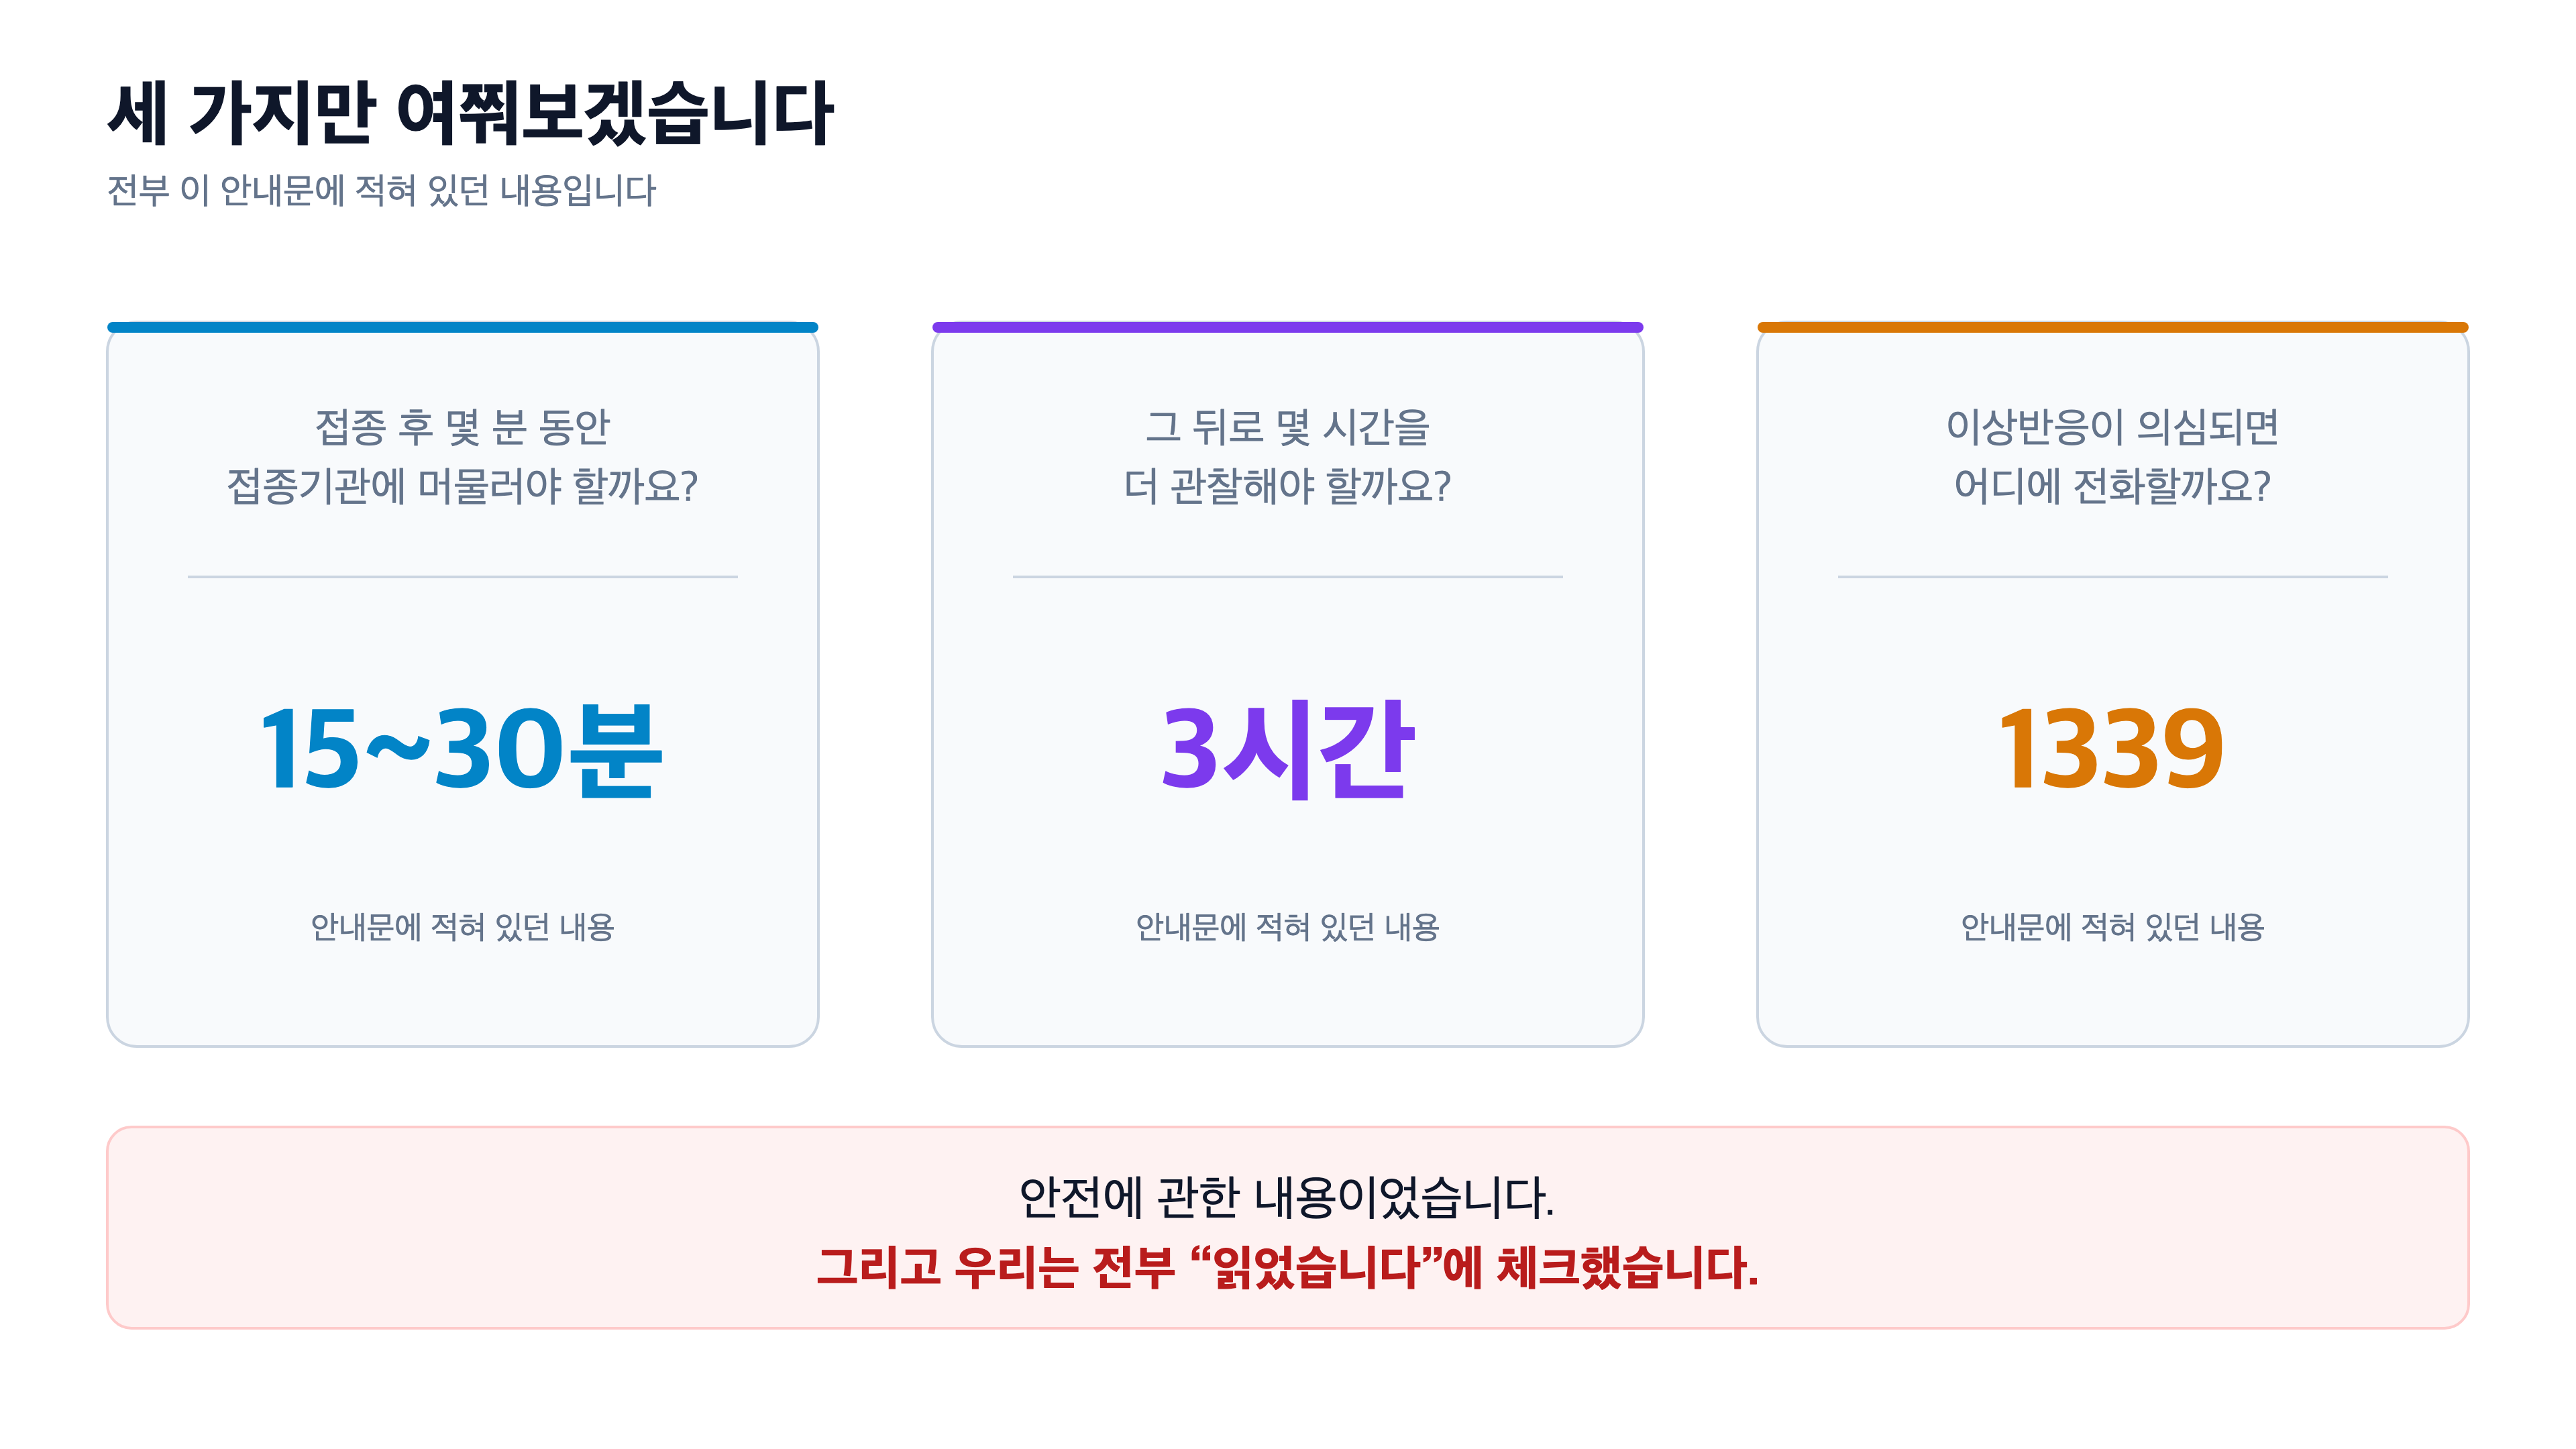 세 가지만 여쭤보겠습니다
전부 이 안내문에 적혀 있던 내용입니다
접종 후 몇 분 동안
접종기관에 머물러야 할까요?
15~30분
안내문에 적혀 있던 내용
그 뒤로 몇 시간을
더 관찰해야 할까요?
3시간
안내문에 적혀 있던 내용
이상반응이 의심되면
어디에 전화할까요?
1339
안내문에 적혀 있던 내용
안전에 관한 내용이었습니다.
그리고 우리는 전부 “읽었습니다”에 체크했습니다.